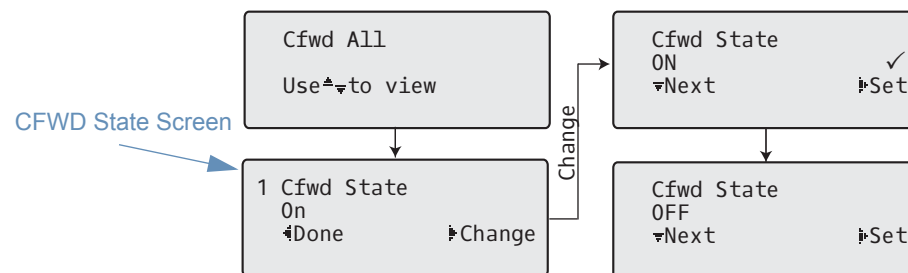 Cfwd All
Use▲▼to view
CFWD State Screen
1 Cfwd State
On
◀Done ▶Change
Change
Cfwd State
ON ✓
▼Next ▶Set
Cfwd State
OFF
▼Next ▶Set